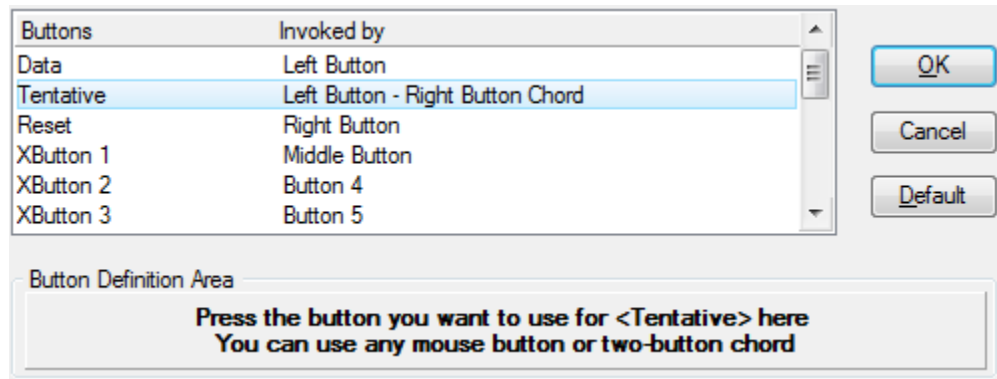 Buttons Invoked by
Data Left Button
Tentative Left Button - Right Button Chord
Reset Right Button
XButton 1 Middle Button
XButton 2 Button 4
XButton 3 Button 5
OK
Cancel
Default
Button Definition Area
Press the button you want to use for <Tentative> here
You can use any mouse button or two-button chord